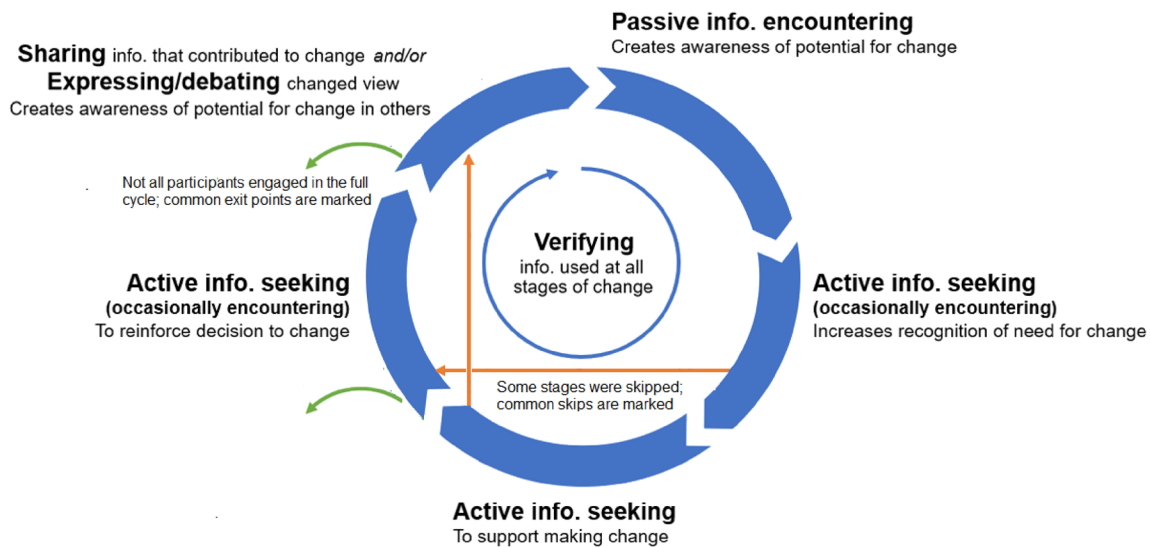 Passive info. encountering
Creates awareness of potential for change
Active info. seeking
(occasionally encountering)
Increases recognition of need for change
Active info. seeking
To support making change
Active info. seeking
(occasionally encountering)
To reinforce decision to change
Sharing info. that contributed to change and/or
Expressing/debating changed view
Creates awareness of potential for change in others
Not all participants engaged in the full
cycle; common exit points are marked
Verifying
info. used at all
stages of change
Some stages were skipped;
common skips are marked